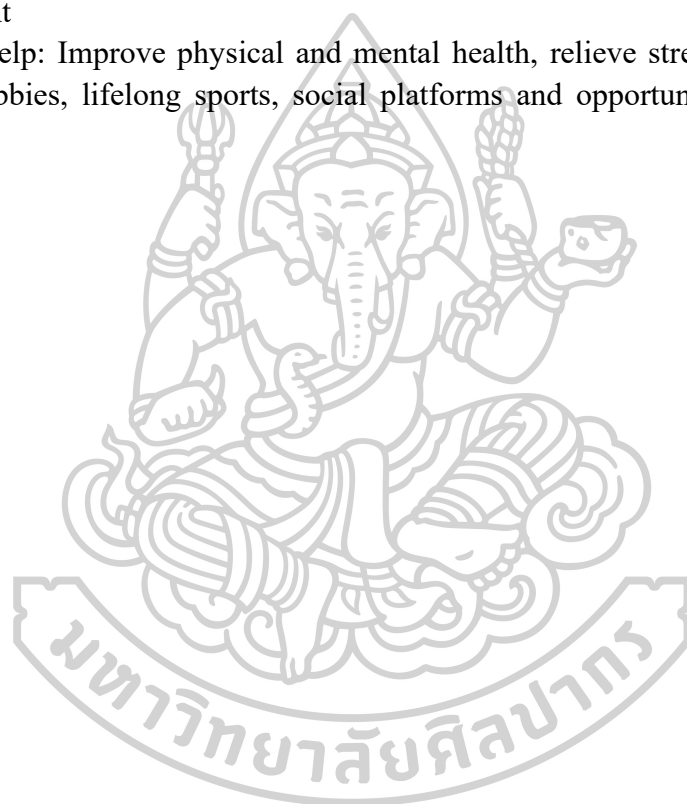 elp: Improve physical and mental health, relieve stre
bbies, lifelong sports, social platforms and opportun
มหาวิทยาลัยศิลปากร